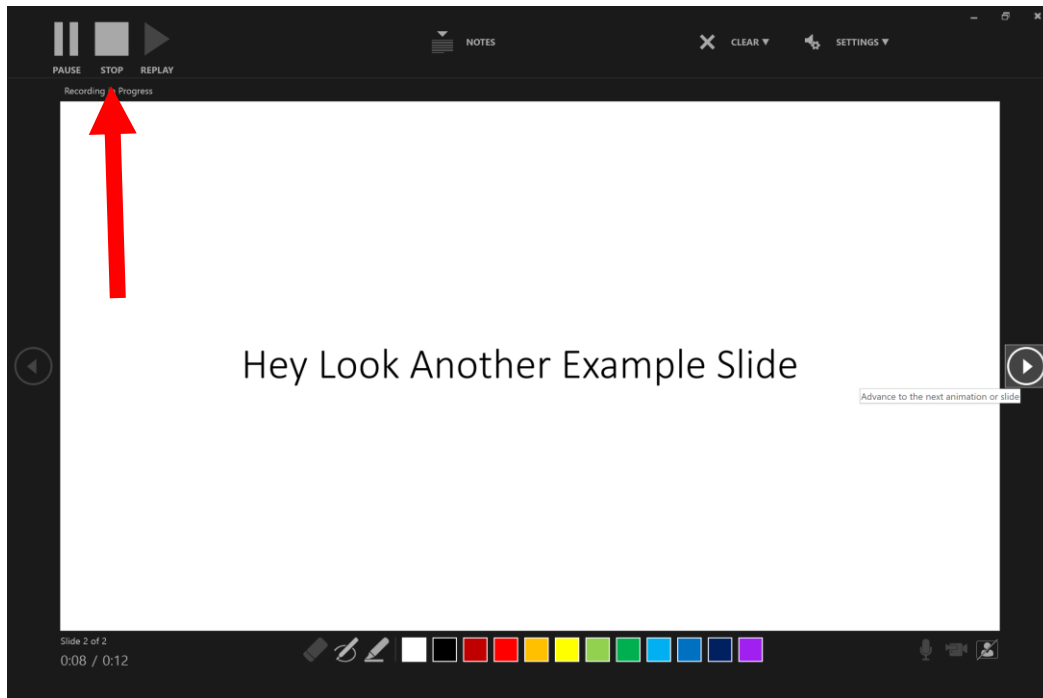 NOTES
CLEAR ▼
SETTINGS ▼
PAUSE STOP REPLAY
Recording Progress
Hey Look Another Example Slide
Advance to the next animation or slide
Slide 2 of 2
0:08 / 0:12